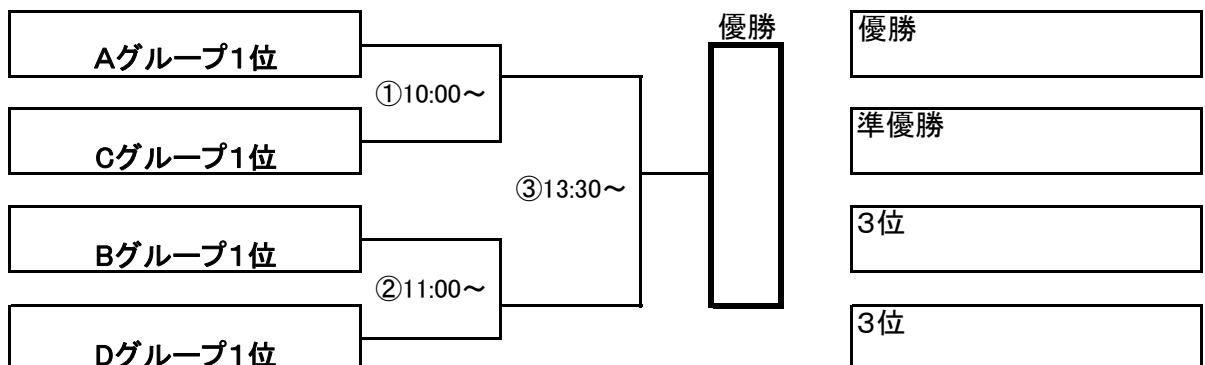 優勝
優勝
Aグループ1位
①10:00～
準優勝
Cグループ1位
③13:30～
3位
Bグループ1位
②11:00～
3位
Dグループ1位